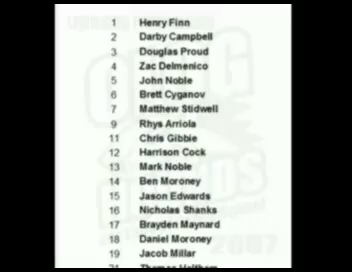 1 Henry Finn
2 Darby Campbell
3 Douglas Proud
4 Zac Delmenico
5 John Noble
6 Brett Cyganov
7 Matthew Stidwell
9 Rhys Arriola
11 Chris Gibbie
12 Harrison Cock
13 Mark Noble
14 Ben Moroney
15 Jason Edwards
16 Nicholas Shanks
17 Brayden Maynard
18 Daniel Moroney
19 Jacob Millar
2007